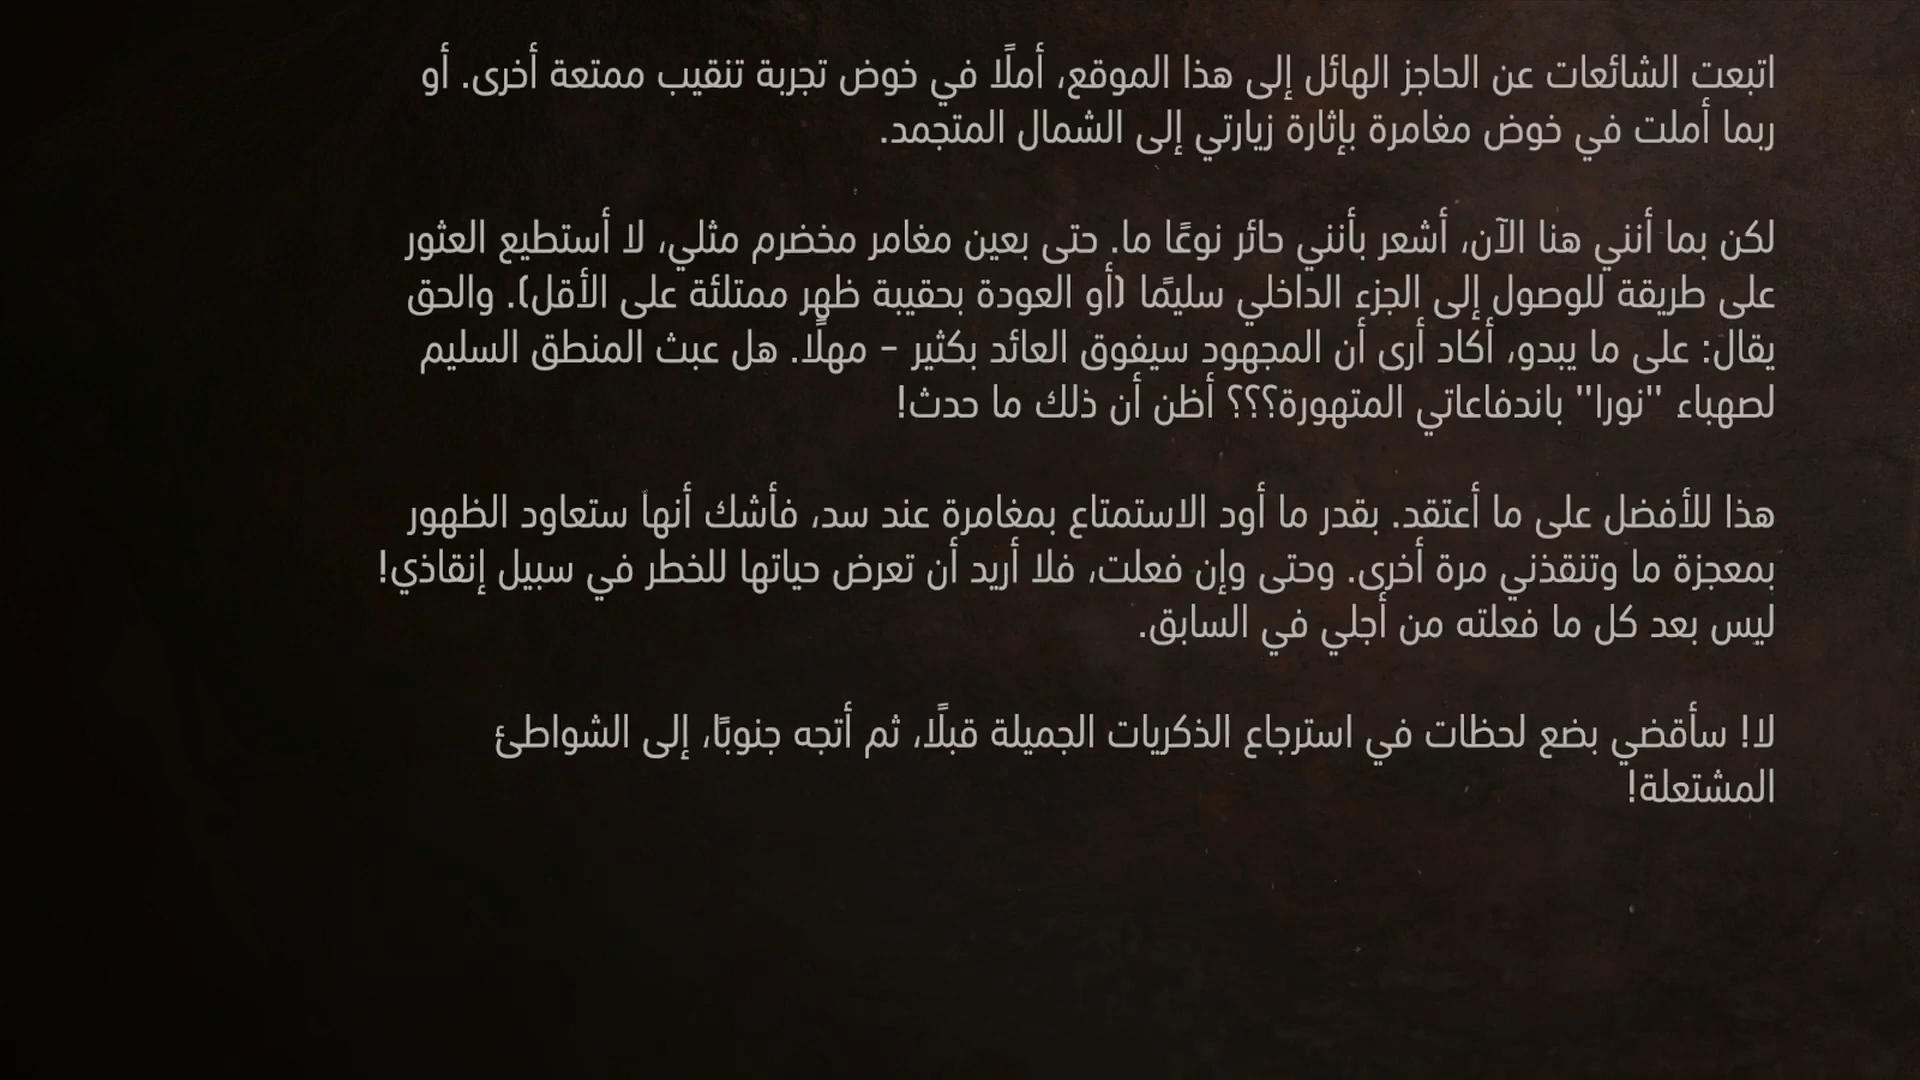 اتبعت الشائعات عن الحاجز الهائل إلى هذا الموقع، أملًا في خوض تجربة تنقيب ممتعة أخرى. أو
ربما أملت في خوض مغامرة بإثارة زيارتي إلى الشمال المتجمد.
لكن بما أنني هنا الآن، أشعر بأنني حائر نوعًا ما. حتى بعين مغامر مخضرم مثلي، لا أستطيع العثور
على طريقة للوصول إلى الجزء الداخلي سليمًا (أو العودة بحقيبة ظهر ممتلئة على الأقل). والحق
يقال: على ما يبدو، أكاد أرى أن المجهود سيفوق العائد بكثير - مهلًا. هل عبث المنطق السليم
لصهباء "نورا" باندفاعاتي المتهورة؟؟؟ أظن أن ذلك ما حدث!
هذا للأفضل على ما أعتقد. بقدر ما أود الاستمتاع بمغامرة عند سد، فأشك أنها ستعاود الظهور
بمعجزة ما وتنقذني مرة أخرى. وحتى وإن فعلت، فلا أريد أن تعرض حياتها للخطر في سبيل إنقاذي!
ليس بعد كل ما فعلته من أجلي في السابق.
لا! سأقضي بضع لحظات في استرجاع الذكريات الجميلة قبلًا، ثم أتجه جنوبًا، إلى الشواطئ
المشتعلة!